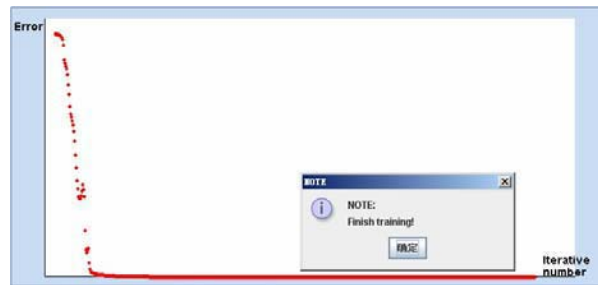 Error
NOTE
NOTE:
Finish training!
确定
Iterative
number